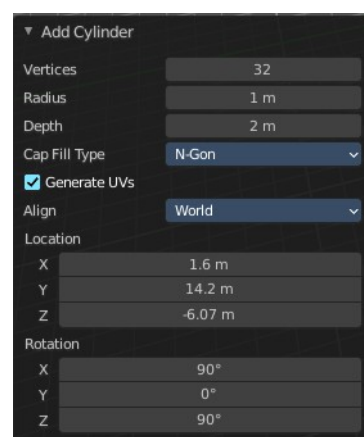 Add Cylinder
Vertices 32
Radius 1 m
Depth 2 m
Cap Fill Type N-Gon
Generate UVs
Align World
Location
X 1.6 m
Y 14.2 m
Z -6.07 m
Rotation
X 90°
Y 0°
Z 90°